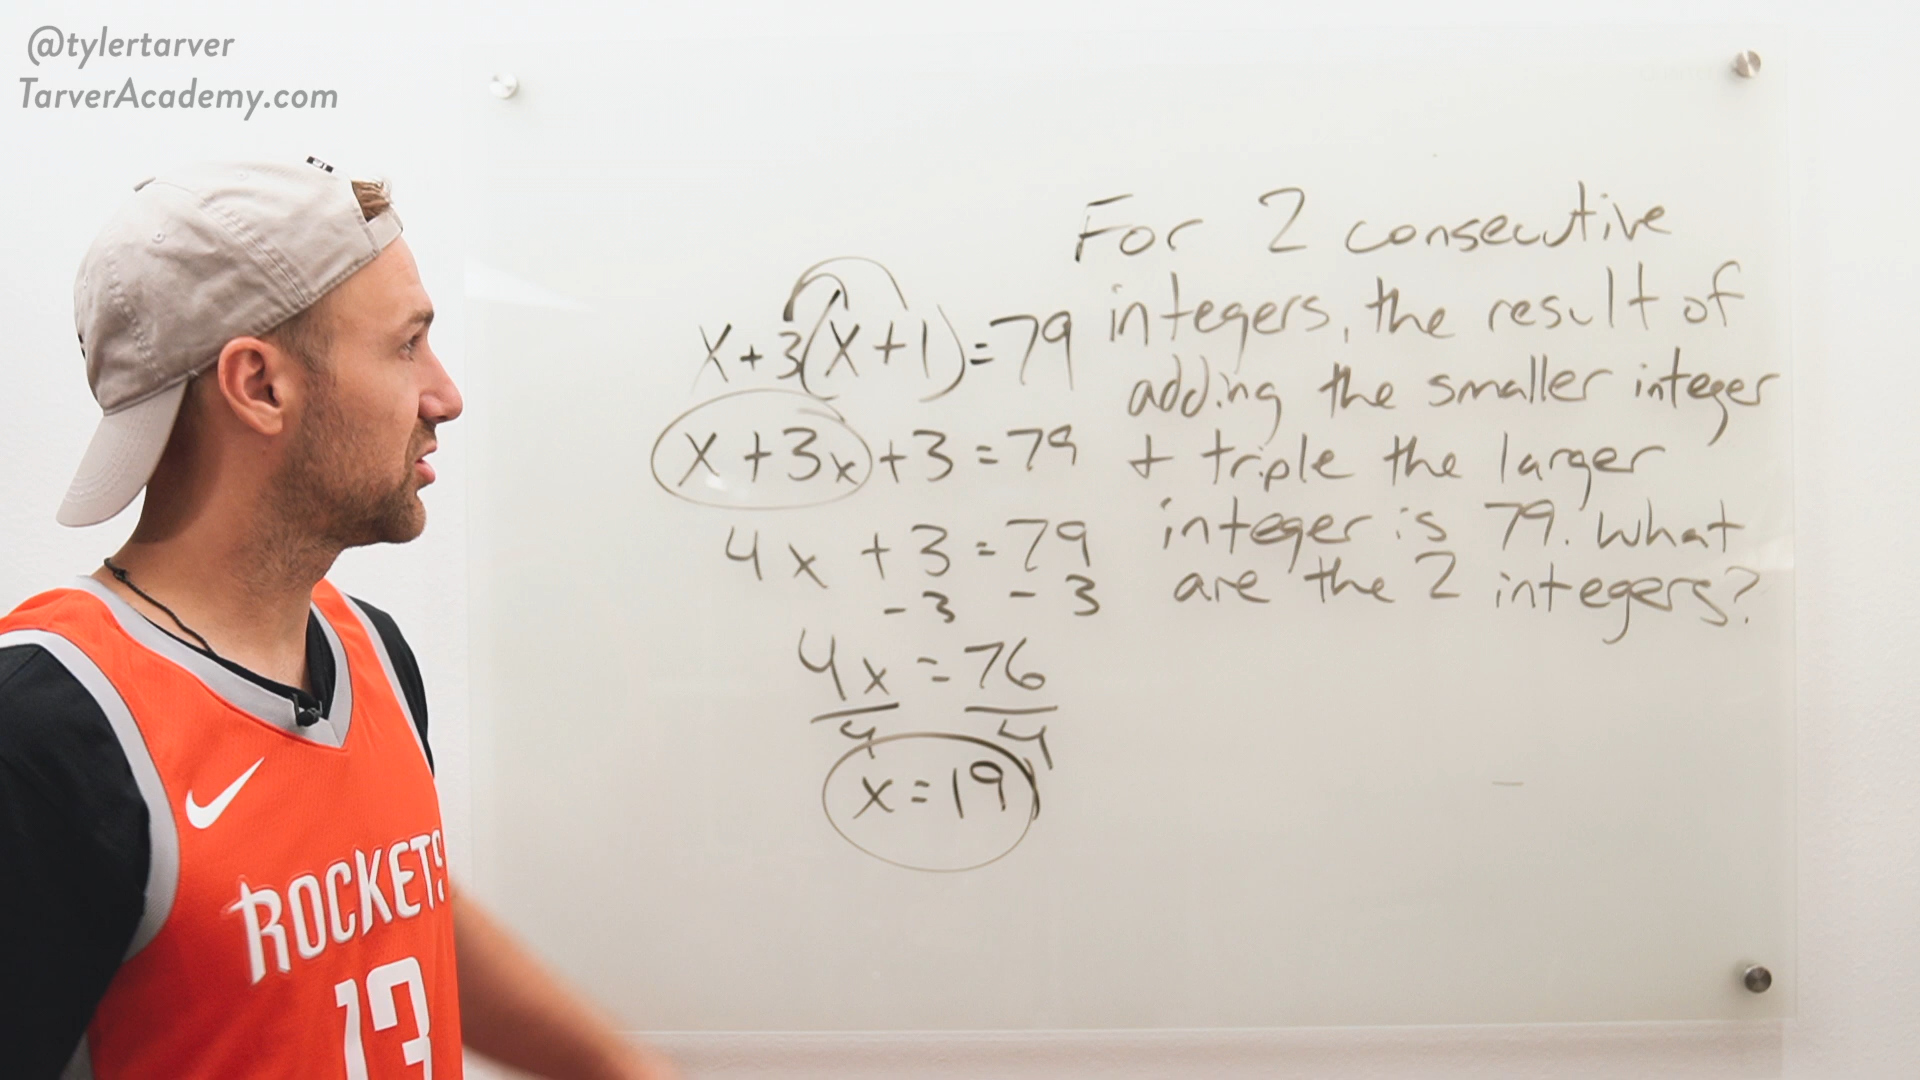 @tylertarver
TarverAcademy.com
For 2 consecutive
integers, the result of
adding the smaller integer
+ triple the larger
integer is 79. What
are the 2 integers?
x+3(x+1)=79
x+3x+3=79
4x+3=79
-3 -3
4x=76
4 4
x=19
ROCKETS
13